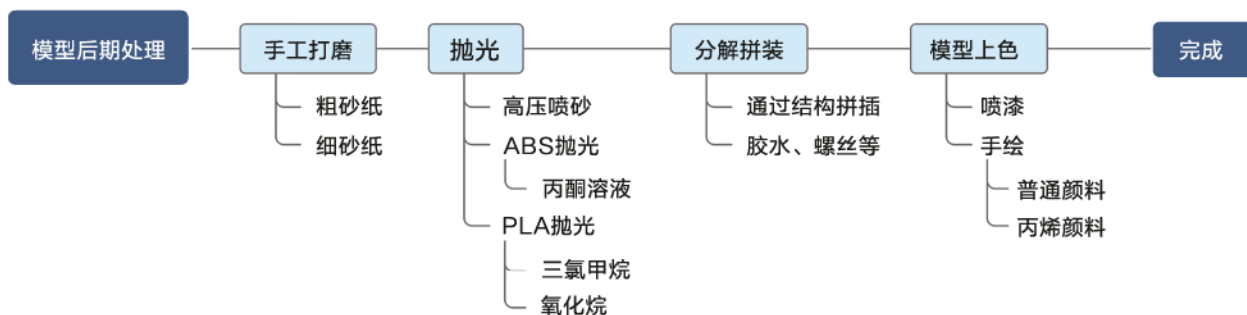 模型后期处理
手工打磨
抛光
分解拼装
模型上色
完成
粗砂纸
细砂纸
高压喷砂
ABS抛光
丙酮溶液
PLA抛光
三氯甲烷
氧化烷
通过结构拼插
胶水、螺丝等
喷漆
手绘
普通颜料
丙烯颜料